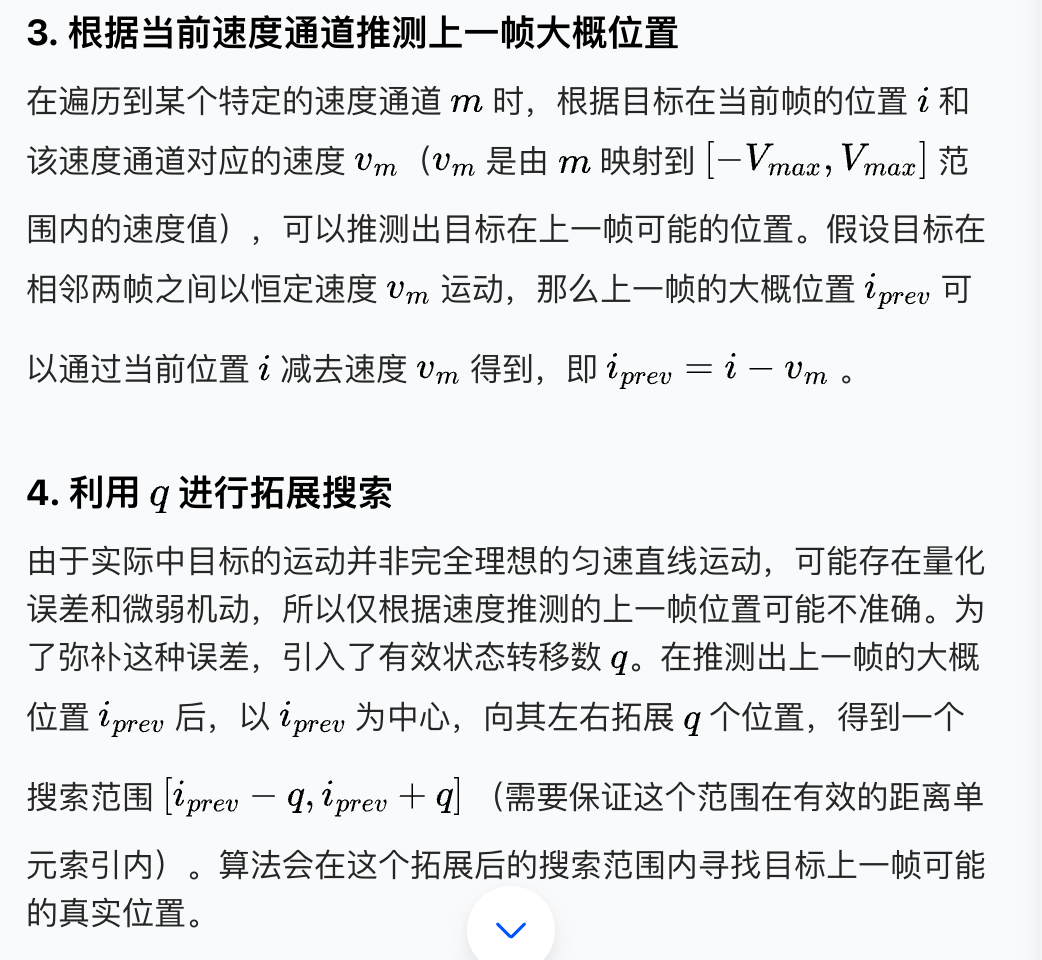 3. 根据当前速度通道推测上一帧大概位置
在遍历到某个特定的速度通道 m 时，根据目标在当前帧的位置 i 和
该速度通道对应的速度 v_m（v_m 是由 m 映射到 [−V_{max}, V_{max}] 范
围内的速度值），可以推测出目标在上一帧可能的位置。假设目标在
相邻两帧之间以恒定速度 v_m 运动，那么上一帧的大概位置 i_{prev} 可
以通过当前位置 i 减去速度 v_m 得到，即 i_{prev} = i − v_m 。
4. 利用 q 进行拓展搜索
由于实际中目标的运动并非完全理想的匀速直线运动，可能存在量化
误差和微弱机动，所以仅根据速度推测的上一帧位置可能不准确。为
了弥补这种误差，引入了有效状态转移数 q。在推测出上一帧的大概
位置 i_{prev} 后，以 i_{prev} 为中心，向其左右拓展 q 个位置，得到一个
搜索范围 [i_{prev} − q, i_{prev} + q] （需要保证这个范围在有效的距离单
元索引内）。算法会在这个拓展后的搜索范围内寻找目标上一帧可能
的真实位置。